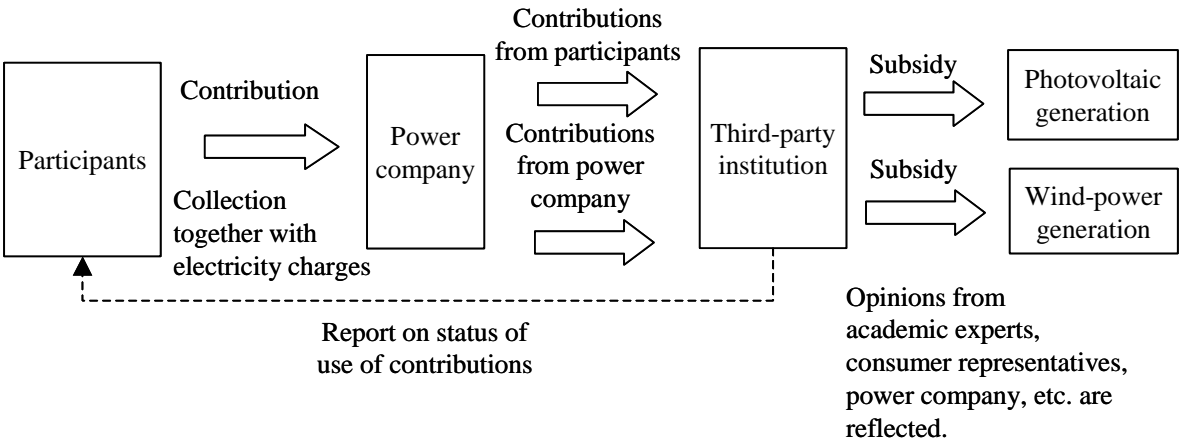 Participants
Contribution
Collection
together with
electricity charges
Power
company
Contributions
from participants
Contributions
from power
company
Third-party
institution
Subsidy
Photovoltaic
generation
Subsidy
Wind-power
generation
Report on status of
use of contributions
Opinions from
academic experts,
consumer representatives,
power company, etc. are
reflected.